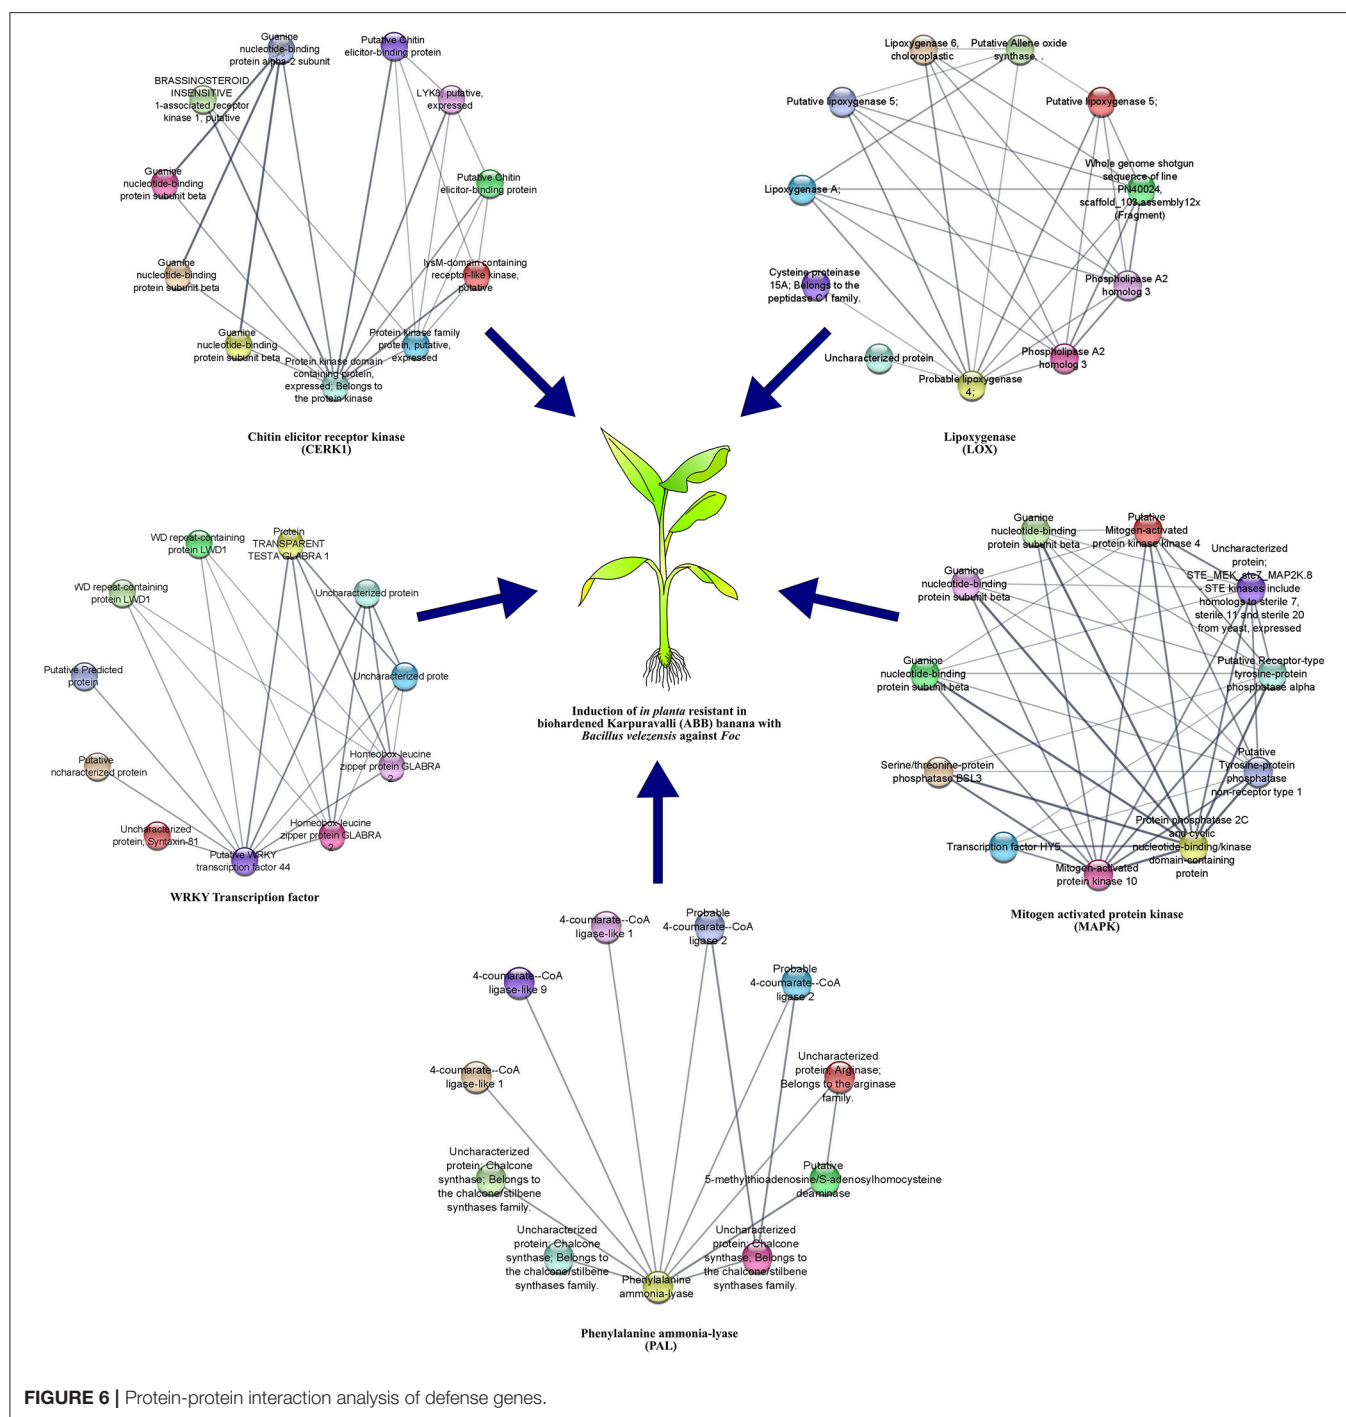 Guanine
nucleotide-binding
protein alpha-2 subunit
Putative Chitin
elicitor-binding protein
BRASSINOSTEROID
INSENSITIVE
1-associated receptor
kinase 1, putative
LYK8, putative,
expressed
Guanine
nucleotide-binding
protein subunit beta
Putative Chitin
elicitor-binding protein
Guanine
nucleotide-binding
protein subunit beta
lysM-domain containing
receptor-like kinase,
putative
Guanine
nucleotide-binding
protein subunit beta
Protein kinase family
protein, putative,
expressed
Protein kinase domain
containing protein,
expressed; Belongs to
the protein kinase
Chitin elicitor receptor kinase
(CERK1)
Lipoxygenase 6,
choloroplastic
Putative Allene oxide
synthase, .
Putative lipoxygenase 5;
Putative lipoxygenase 5;
Lipoxygenase A;
Whole genome shotgun
sequence of line
PN40024,
scaffold_103.assembly12x
(Fragment)
Cysteine proteinase
15A; Belongs to the
peptidase C1 family.
Phospholipase A2
homolog 3
Uncharacterized protein
Phospholipase A2
homolog 3
Probable lipoxygenase
4;
Lipoxygenase
(LOX)
WD repeat-containing
protein LWD1
Protein
TRANSPARENT
TESTA GLABRA 1
WD repeat-containing
protein LWD1
Uncharacterized protein
Putative Predicted
protein
Uncharacterized prote
Putative
ncharacterized protein
Homeobox-leucine
zipper protein GLABRA
2
Uncharacterized
protein; Syntaxin-81
Homeobox-leucine
zipper protein GLABRA
2
Putative WRKY
transcription factor 44
WRKY Transcription factor
Induction of in planta resistant in
biohardened Karpuravalli (ABB) banana with
Bacillus velezensis against Foc
Guanine
nucleotide-binding
protein subunit beta
Putative
Mitogen-activated
protein kinase kinase 4
Guanine
nucleotide-binding
protein subunit beta
Uncharacterized
protein;
STE_MEK_ste7_MAP2K.8
- STE kinases include
homologs to sterile 7,
sterile 11 and sterile 20
from yeast, expressed
Guanine
nucleotide-binding
protein subunit beta
Putative Receptor-type
tyrosine-protein
phosphatase alpha
Serine/threonine-protein
phosphatase BSL3
Putative
Tyrosine-protein
phosphatase
non-receptor type 1
Transcription factor HY5
Protein phosphatase 2C
and cyclic
nucleotide-binding/kinase
domain-containing
protein
Mitogen-activated
protein kinase 10
Mitogen activated protein kinase
(MAPK)
4-coumarate--CoA
ligase-like 1
Probable
4-coumarate--CoA
ligase 2
4-coumarate--CoA
ligase-like 9
Probable
4-coumarate--CoA
ligase 2
4-coumarate--CoA
ligase-like 1
Uncharacterized
protein; Arginase;
Belongs to the arginase
family.
Uncharacterized
protein; Chalcone
synthase; Belongs to
the chalcone/stilbene
synthases family.
Putative
5-methylthioadenosine/S-adenosylhomocysteine
deaminase
Uncharacterized
protein; Chalcone
synthase; Belongs to
the chalcone/stilbene
synthases family.
Uncharacterized
protein; Chalcone
synthase; Belongs to
the chalcone/stilbene
synthases family.
Phenylalanine
ammonia-lyase
Phenylalanine ammonia-lyase
(PAL)
FIGURE 6 | Protein-protein interaction analysis of defense genes.